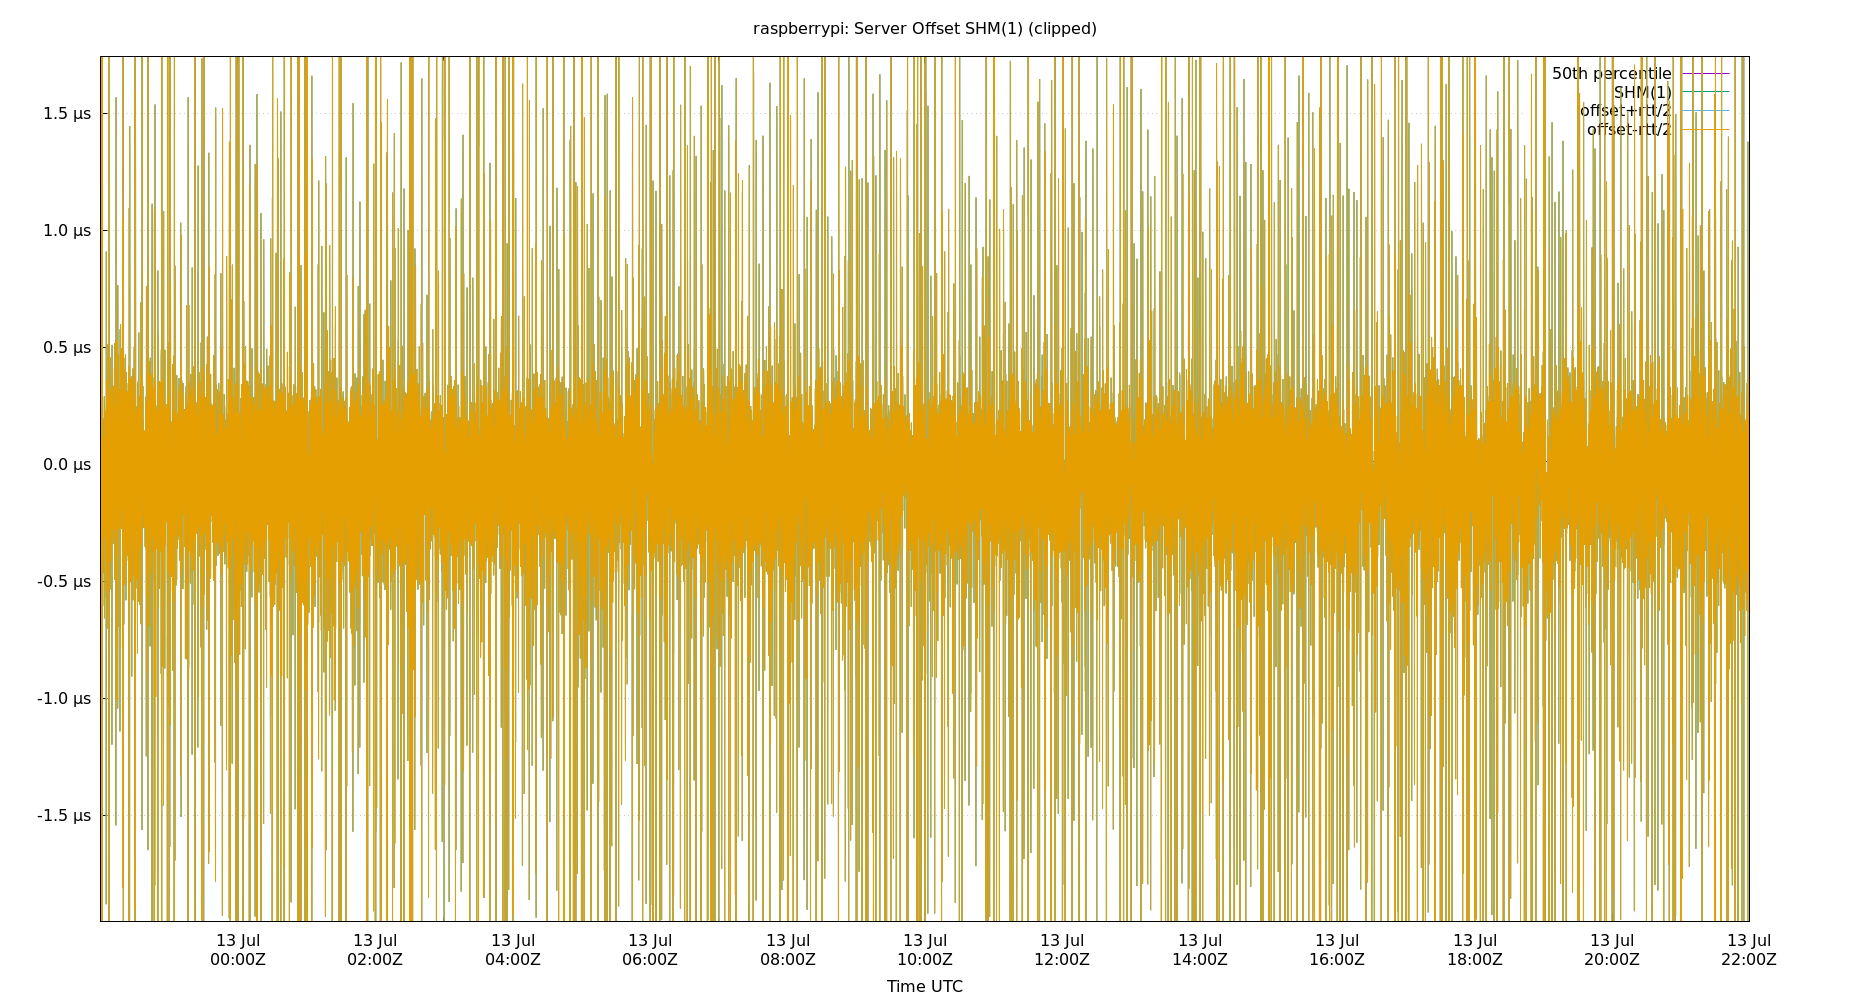 raspberrypi: Server Offset SHM(1) (clipped)
50th percentile
SHM(1)
offset+rtt/2
offset-rtt/2
1.5 µs
1.0 µs
0.5 µs
0.0 µs
-0.5 µs
-1.0 µs
-1.5 µs
13 Jul 13 Jul 13 Jul 13 Jul 13 Jul 13 Jul 13 Jul 13 Jul 13 Jul 13 Jul 13 Jul 13 Jul
00:00Z 02:00Z 04:00Z 06:00Z 08:00Z 10:00Z 12:00Z 14:00Z 16:00Z 18:00Z 20:00Z 22:00Z
Time UTC